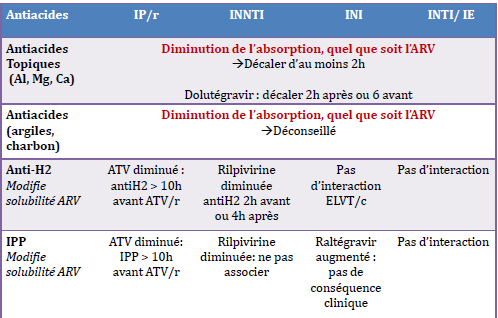 Antiacides IP/r INNTI INI INTI/ IE
Antiacides
Topiques
(Al, Mg, Ca)
Diminution de l'absorption, quel que soit l'ARV
→Décaler d'au moins 2h
Dolutégravir : décaler 2h après ou 6 avant
Antiacides
(argiles,
charbon)
Diminution de l'absorption, quel que soit l'ARV
→Déconseillé
Anti-H2
Modifie
solubilité ARV
ATV diminué :
antiH2 > 10h
avant ATV/r
Rilpivirine
diminuée
antiH2 2h avant
ou 4h après
Pas
d'interaction
ELVT/c
Pas d'interaction
IPP
Modifie
solubilité ARV
ATV diminué:
IPP > 10h
avant ATV/r
Rilpivirine
diminuée: ne pas
associer
Raltégravir
augmenté :
pas de
conséquence
clinique
Pas d'interaction